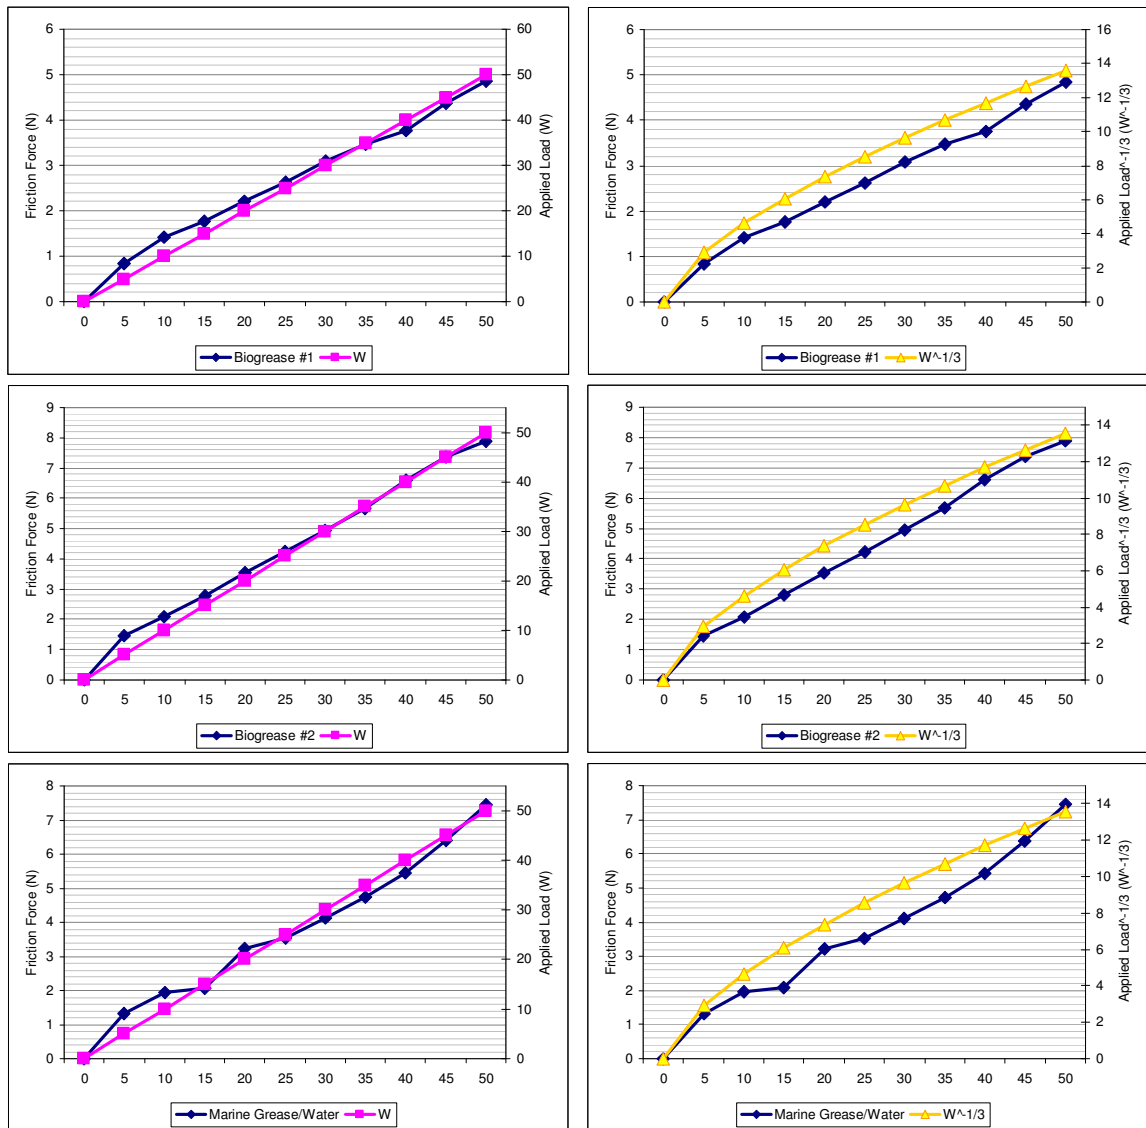 6 60
5 50
4 40
3 30
2 20
1 10
0 0
0 5 10 15 20 25 30 35 40 45 50
Friction Force (N)
Applied Load (W)
Biogrease #1 W
6 16
5 14
4 12
3 10
2 8
1 6
0 4
2
0
0 5 10 15 20 25 30 35 40 45 50
Friction Force (N)
Applied Load^-1/3 (W^-1/3)
Biogrease #1 W^-1/3
9
8 50
7 40
6 30
5 20
4 10
3 0
2
1
0
0 5 10 15 20 25 30 35 40 45 50
Friction Force (N)
Applied Load (W)
Biogrease #2 W
9 14
8 12
7 10
6 8
5 6
4 4
3 2
2 0
1
0
0 5 10 15 20 25 30 35 40 45 50
Friction Force (N)
Applied Load^-1/3 (W^-1/3)
Biogrease #2 W^-1/3
8 50
7 40
6 30
5 20
4 10
3 0
2
1
0
0 5 10 15 20 25 30 35 40 45 50
Friction Force (N)
Applied Load (W)
Marine Grease/Water W
8 14
7 12
6 10
5 8
4 6
3 4
2 2
1 0
0
0 5 10 15 20 25 30 35 40 45 50
Friction Force (N)
Applied Load^-1/3 (W^-1/3)
Marine Grease/Water W^-1/3